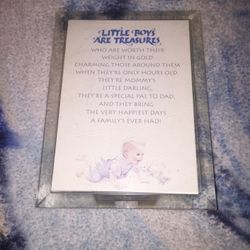 LITTLE BOYS
ARE TREASURES
WHO ARE WORTH THEIR
WEIGHT IN GOLD
CHARMING THOSE AROUND THEM
WHEN THEY'RE ONLY HOURS OLD.
THEY'RE MOMMY'S
LITTLE DARLING,
THEY'RE A SPECIAL PAL TO DAD,
AND THEY BRING
THE VERY HAPPIEST DAYS
A FAMILY'S EVER HAD!